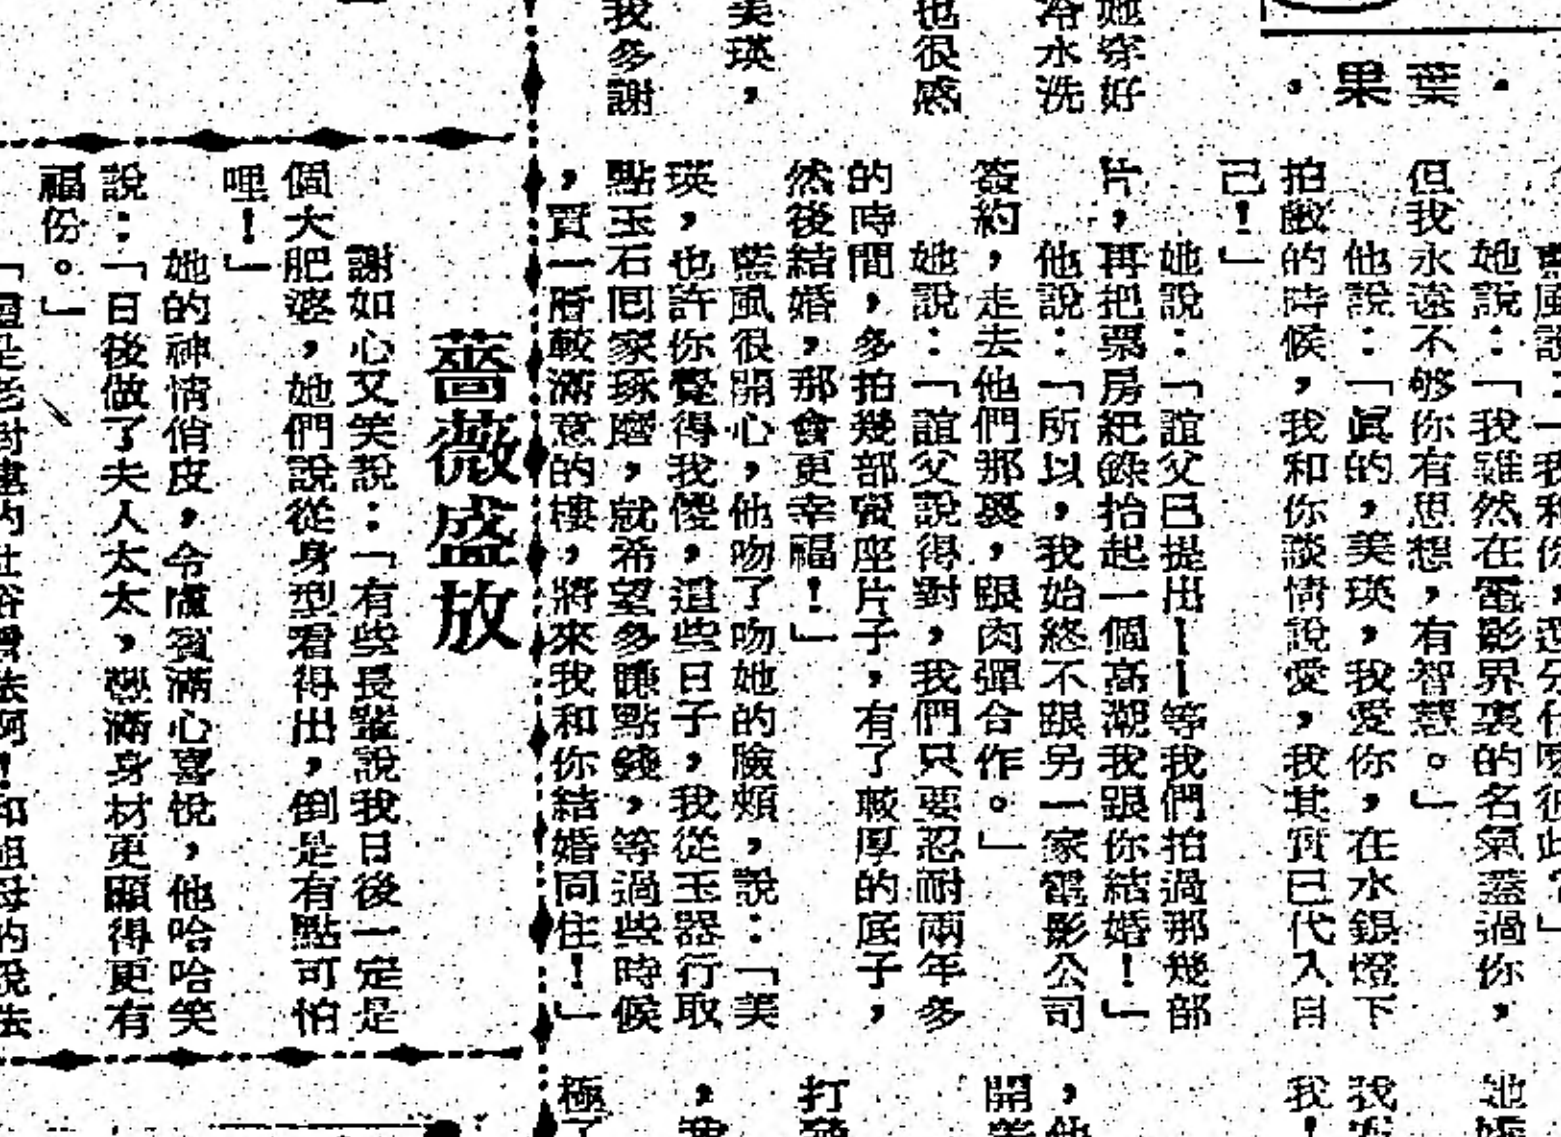 ·葉果·
她穿好
浴水洗
也很感
美瑛，
我多謝
她說：「我雖然在電影界裏的名氣蓋過你，
但我永遠不够你有思想，有智慧。」
他說：「眞的，美瑛，我愛你，在水銀燈下
拍戲的時候，我和你談情說愛，我其實已代入自
己！」
她說：「誼父已提出——等我們拍過那幾部
片，再把票房紀錄抬起一個高潮我跟你結婚！」
他說：「所以，我始終不跟另一家電影公司
簽約，走去他們那裏，跟肉彈合作。」
她說：「誼父說得對，我們只要忍耐兩年多
的時間，多拍幾部賣座片子，有了較厚的底子，
然後結婚，那會更幸福！」
藍風很開心，他吻了吻她的臉頰，說：「美
瑛，也許你覺得我傻，這些日子，我從玉器行取
點玉石囘家琢磨，就希望多賺點錢，等過些時候
，買一層較滿意的樓，將來我和你結婚同住！」
薔薇盛放
謝如心又笑說：「有些長輩說我日後一定是
個大肥婆，她們說從身型看得出，倒是有點可怕
哩！」
她的神情俏皮，令盧賓滿心喜悅，他哈哈笑
說：「日後做了夫人太太，身材更顯得更有
福份。」
開
打
極了